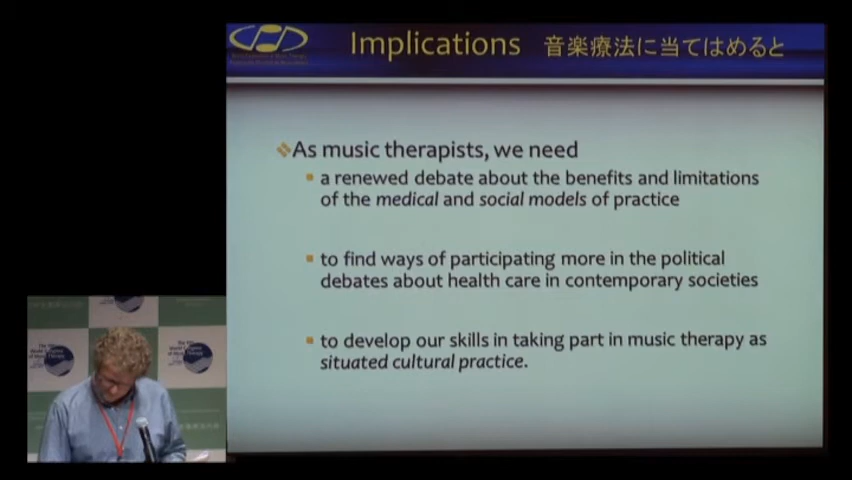 Implications 音楽療法に当てはめると
As music therapists, we need
a renewed debate about the benefits and limitations
of the medical and social models of practice
to find ways of participating more in the political
debates about health care in contemporary societies
to develop our skills in taking part in music therapy as
situated cultural practice.